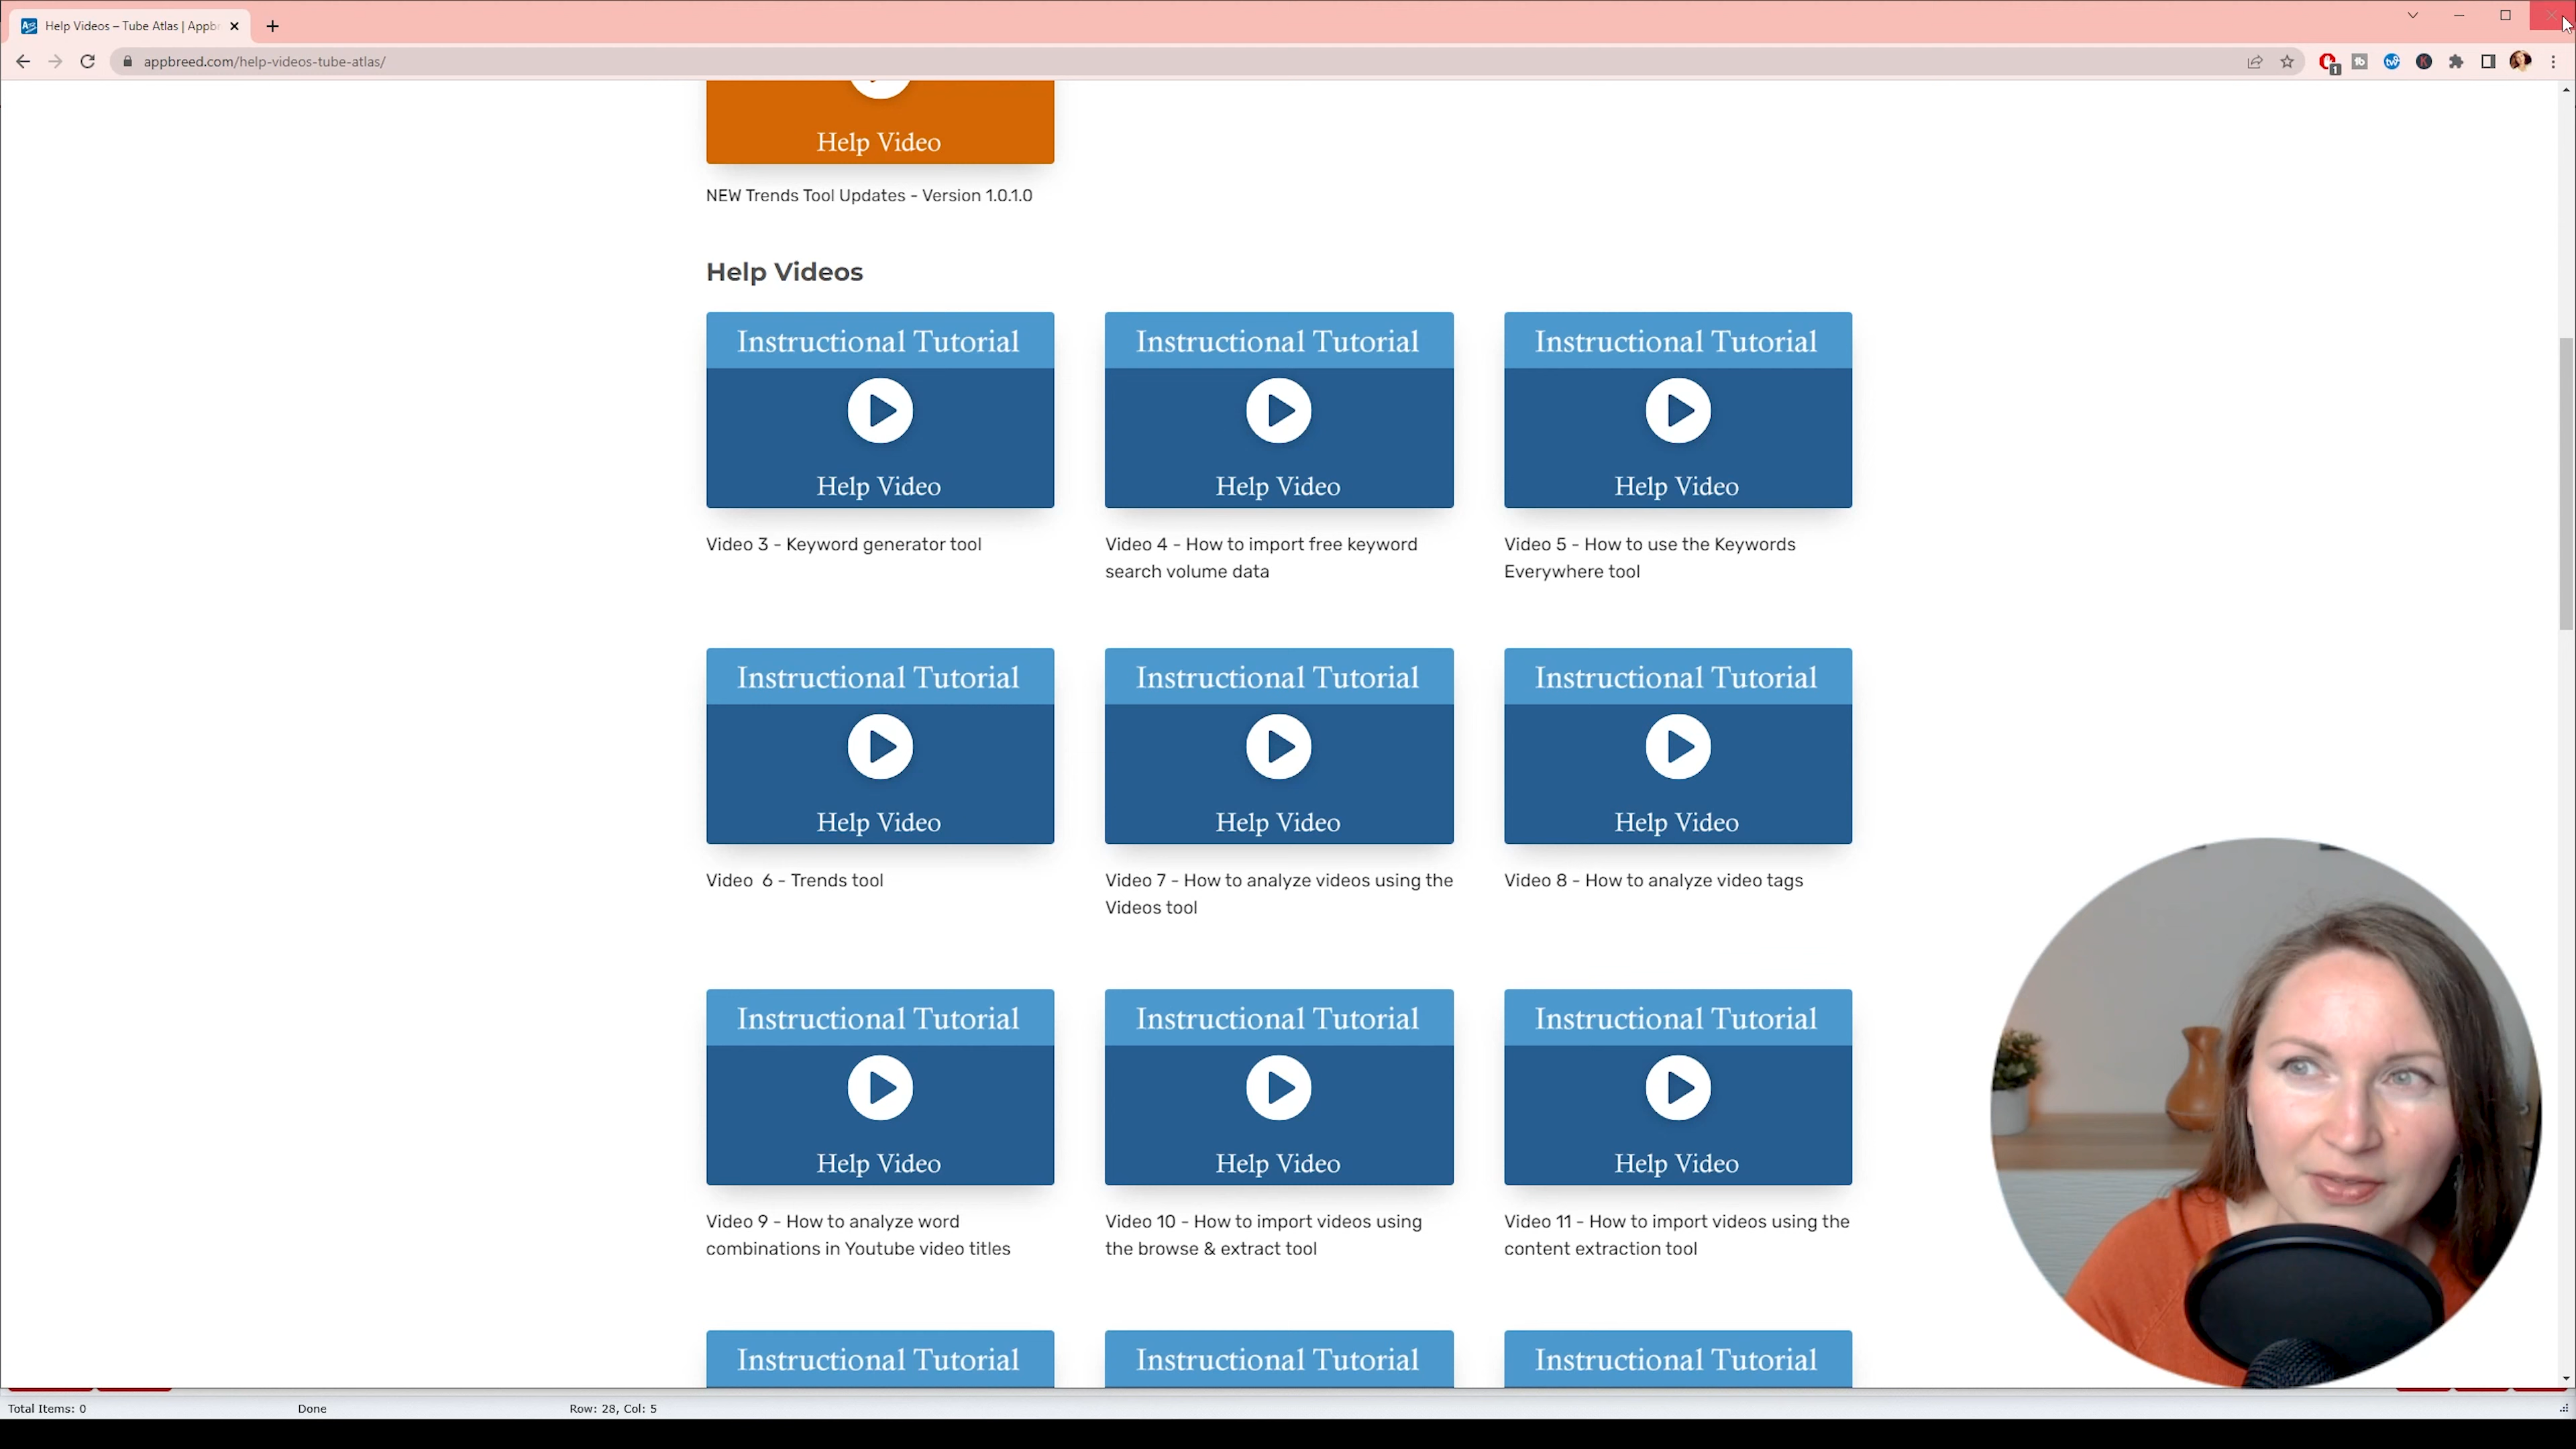 Help Videos – Tube Atlas | Appbr
appbreed.com/help-videos-tube-atlas/
1
Help Video
NEW Trends Tool Updates - Version 1.0.1.0
Help Videos
Instructional Tutorial
Help Video
Video 3 - Keyword generator tool
Instructional Tutorial
Help Video
Video 4 - How to import free keyword
search volume data
Instructional Tutorial
Help Video
Video 5 - How to use the Keywords
Everywhere tool
Instructional Tutorial
Help Video
Video 6 - Trends tool
Instructional Tutorial
Help Video
Video 7 - How to analyze videos using the
Videos tool
Instructional Tutorial
Help Video
Video 8 - How to analyze video tags
Instructional Tutorial
Help Video
Video 9 - How to analyze word
combinations in Youtube video titles
Instructional Tutorial
Help Video
Video 10 - How to import videos using
the browse & extract tool
Instructional Tutorial
Help Video
Video 11 - How to import videos using the
content extraction tool
Instructional Tutorial
Instructional Tutorial
Instructional Tutorial
Total Items: 0
Done
Row: 28, Col: 5